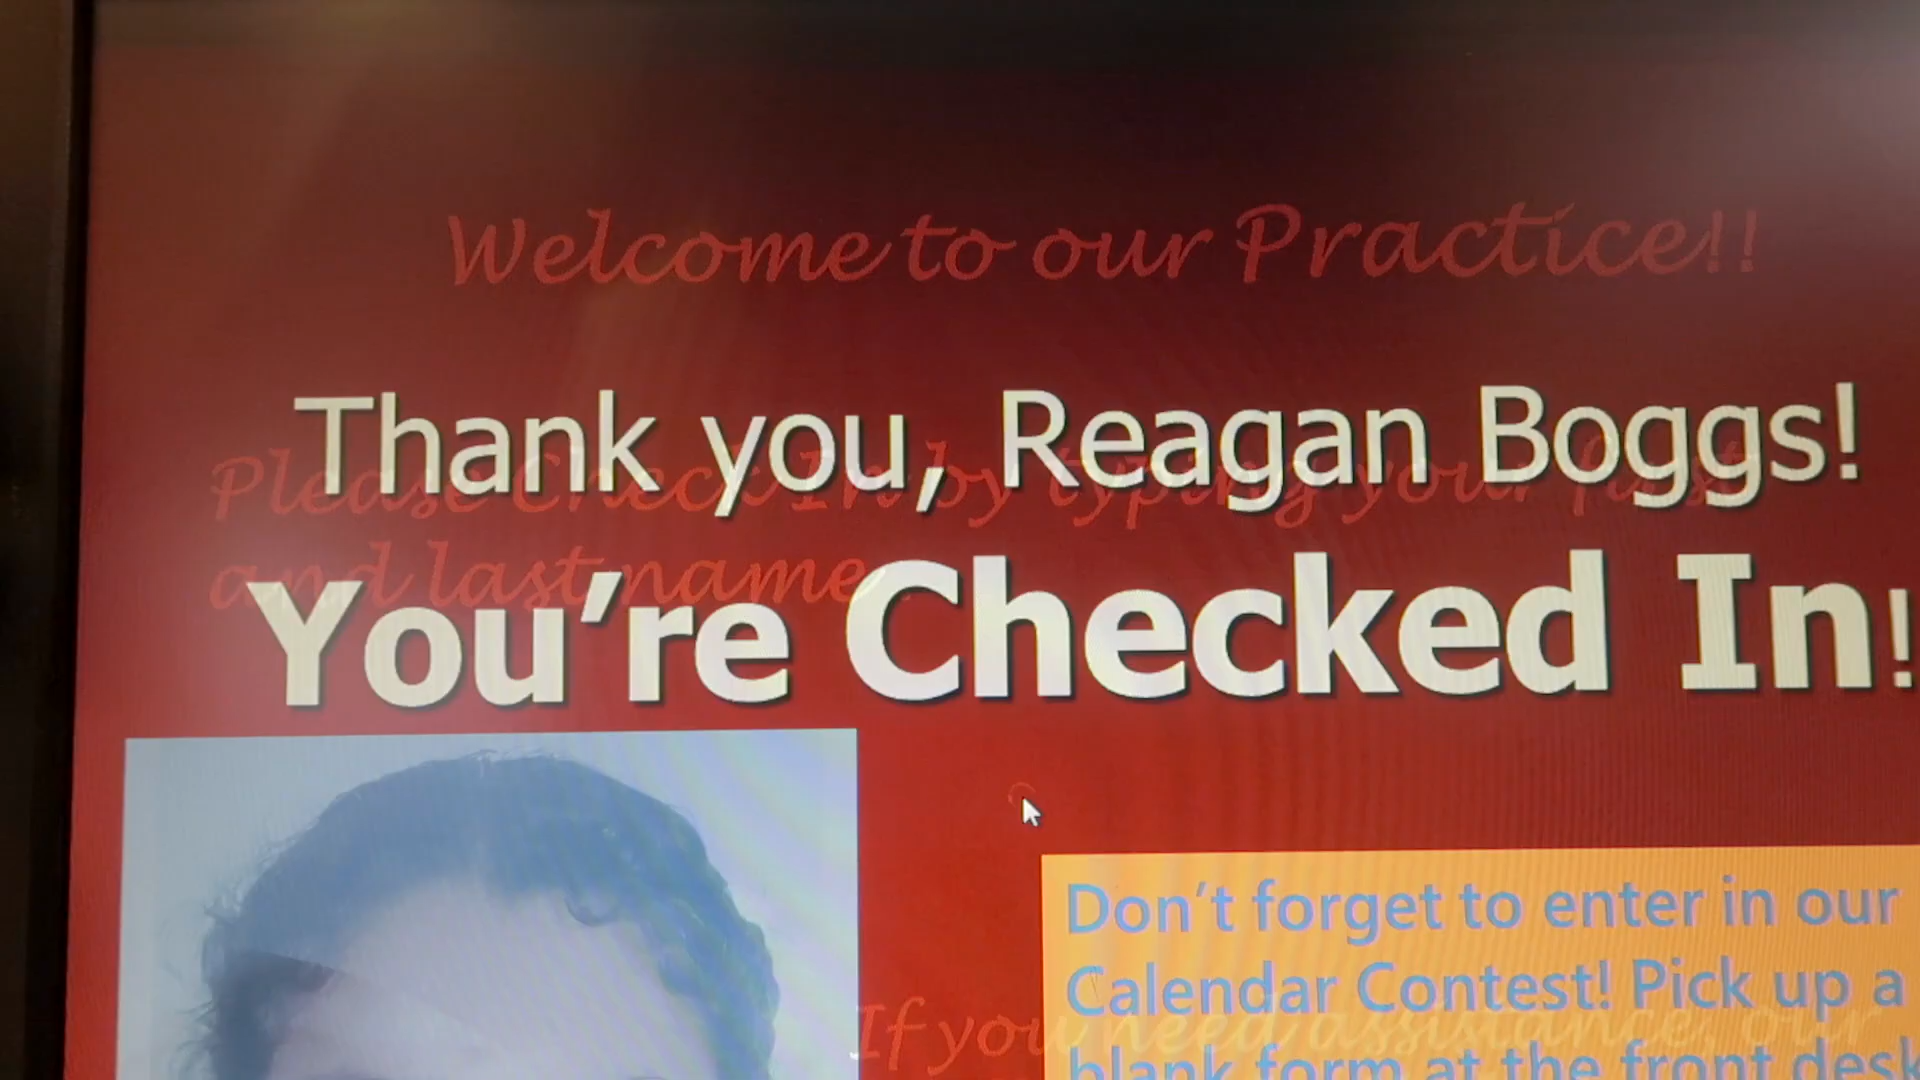 Welcome to our Practice!!
Thank you, Reagan Boggs!
Please Check In by typing your first
and last name
You're Checked In!
Don't forget to enter in our
Calendar Contest! Pick up a
If you need assistance, our
blank form at the front desk